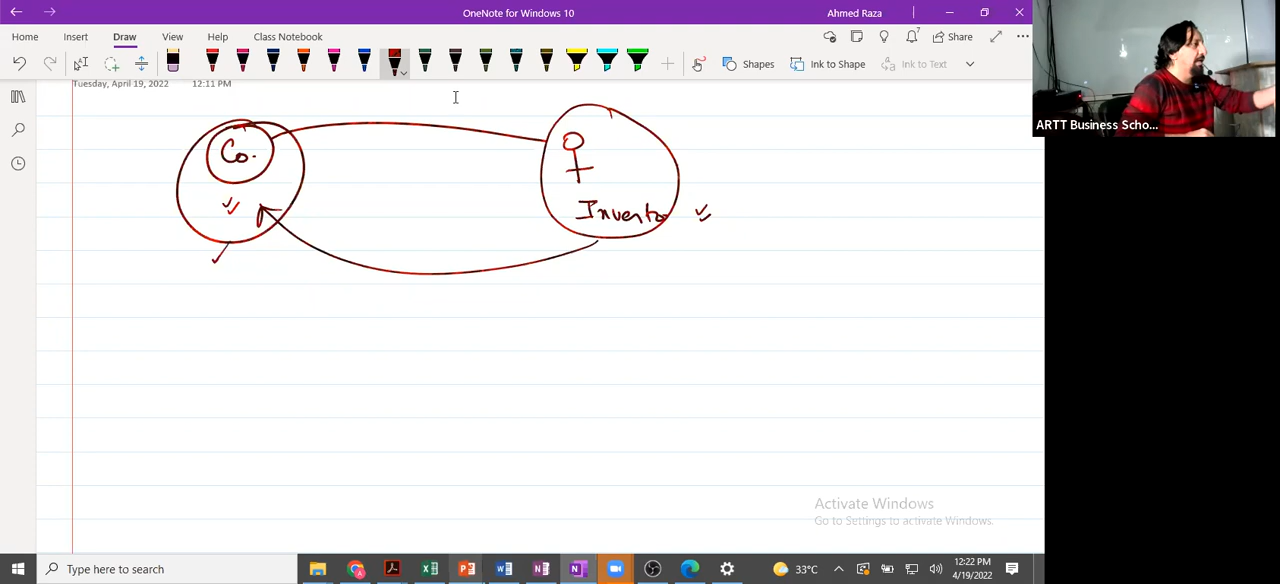 OneNote for Windows 10
Ahmed Raza
Home Insert Draw View Help Class Notebook
Share
Shapes Ink to Shape Ink to Text
Tuesday, April 19, 2022 12:11 PM
ARTT Business Scho...
Co.
Investo
Activate Windows
Go to Settings to activate Windows.
Type here to search
33°C
12:22 PM
4/19/2022